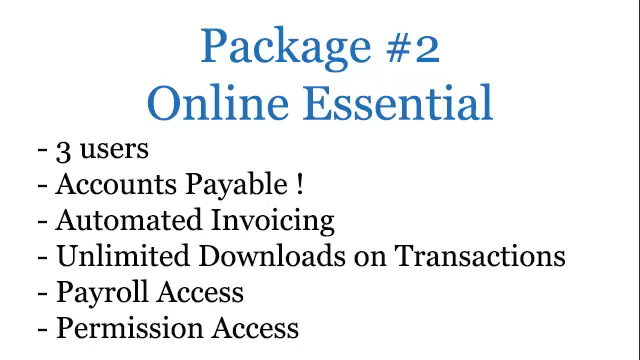 Package #2
Online Essential
- 3 users
- Accounts Payable !
- Automated Invoicing
- Unlimited Downloads on Transactions
- Payroll Access
- Permission Access